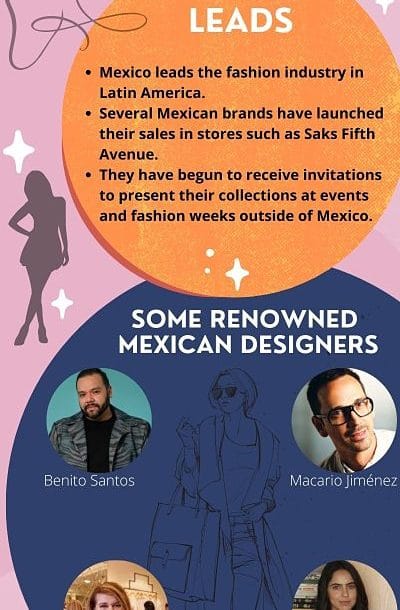 LEADS
• Mexico leads the fashion industry in
Latin America.
• Several Mexican brands have launched
their sales in stores such as Saks Fifth
Avenue.
• They have begun to receive invitations
to present their collections at events
and fashion weeks outside of Mexico.
SOME RENOWNED
MEXICAN DESIGNERS
Benito Santos
Macario Jiménez